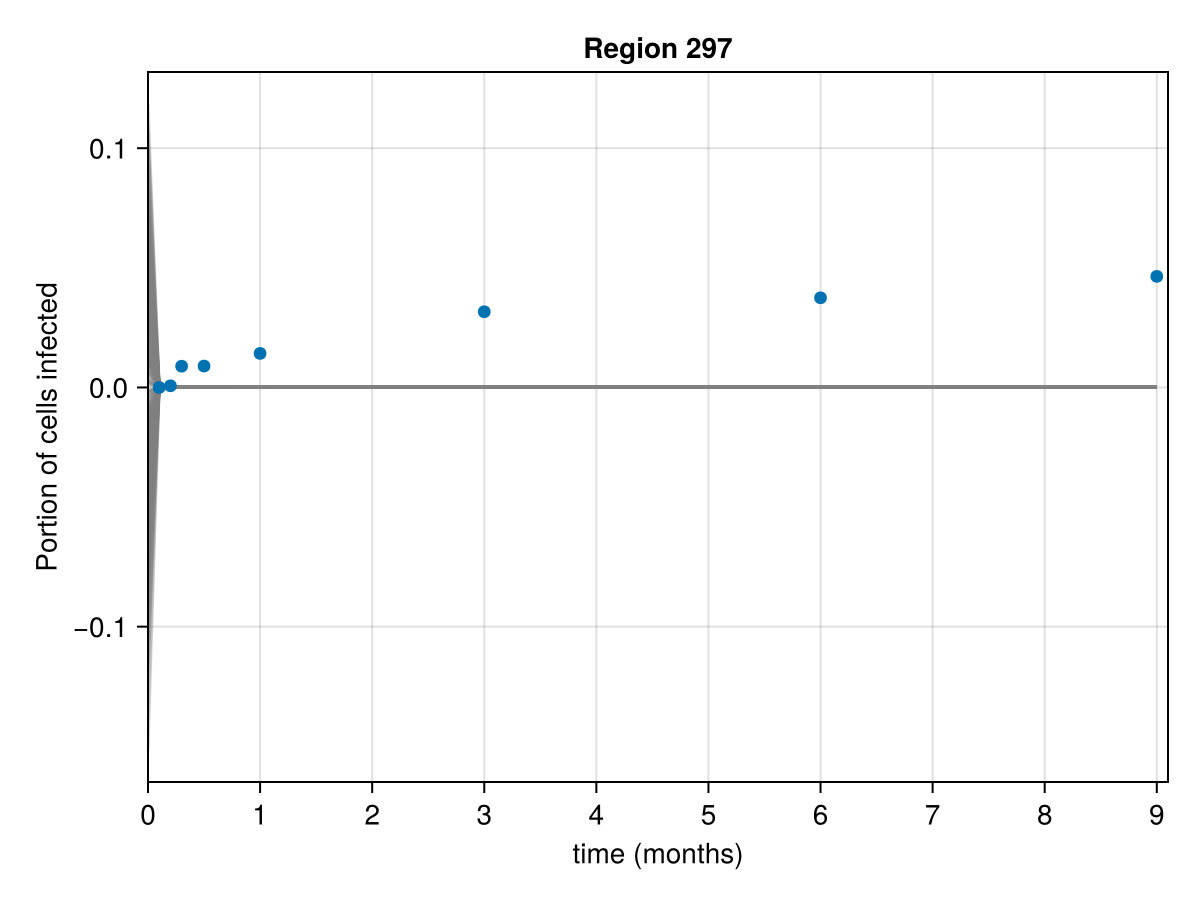 Region 297
0.1
0.0
−0.1
Portion of cells infected
0 1 2 3 4 5 6 7 8 9
time (months)